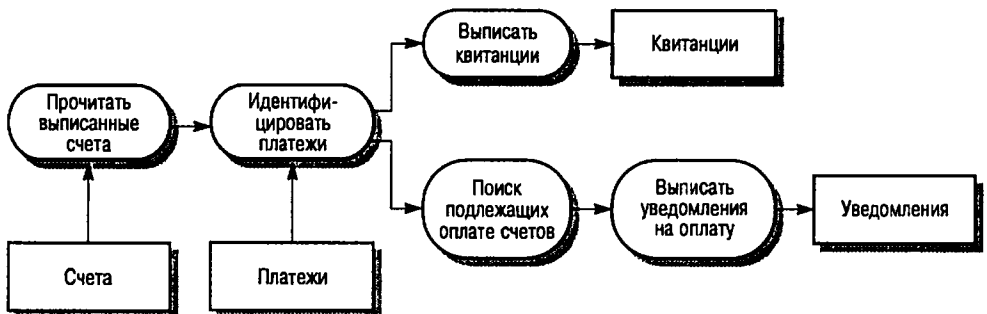 Выписать
квитанции
Квитанции
Прочитать
выписанные
счета
Идентифи-
цировать
платежи
Поиск
подлежащих
оплате счетов
Выписать
уведомления
на оплату
Уведомления
Счета
Платежи